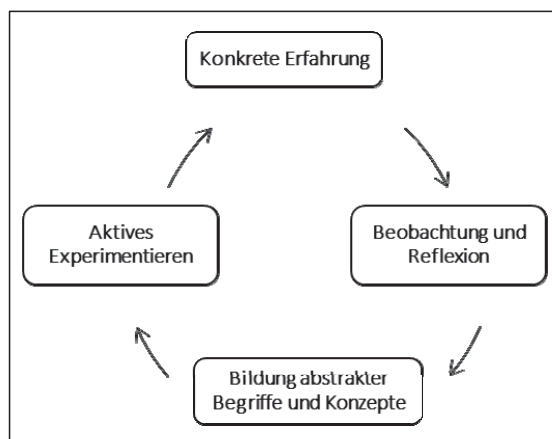 Konkrete Erfahrung
Beobachtung und
Reflexion
Bildung abstrakter
Begriffe und Konzepte
Aktives
Experimentieren